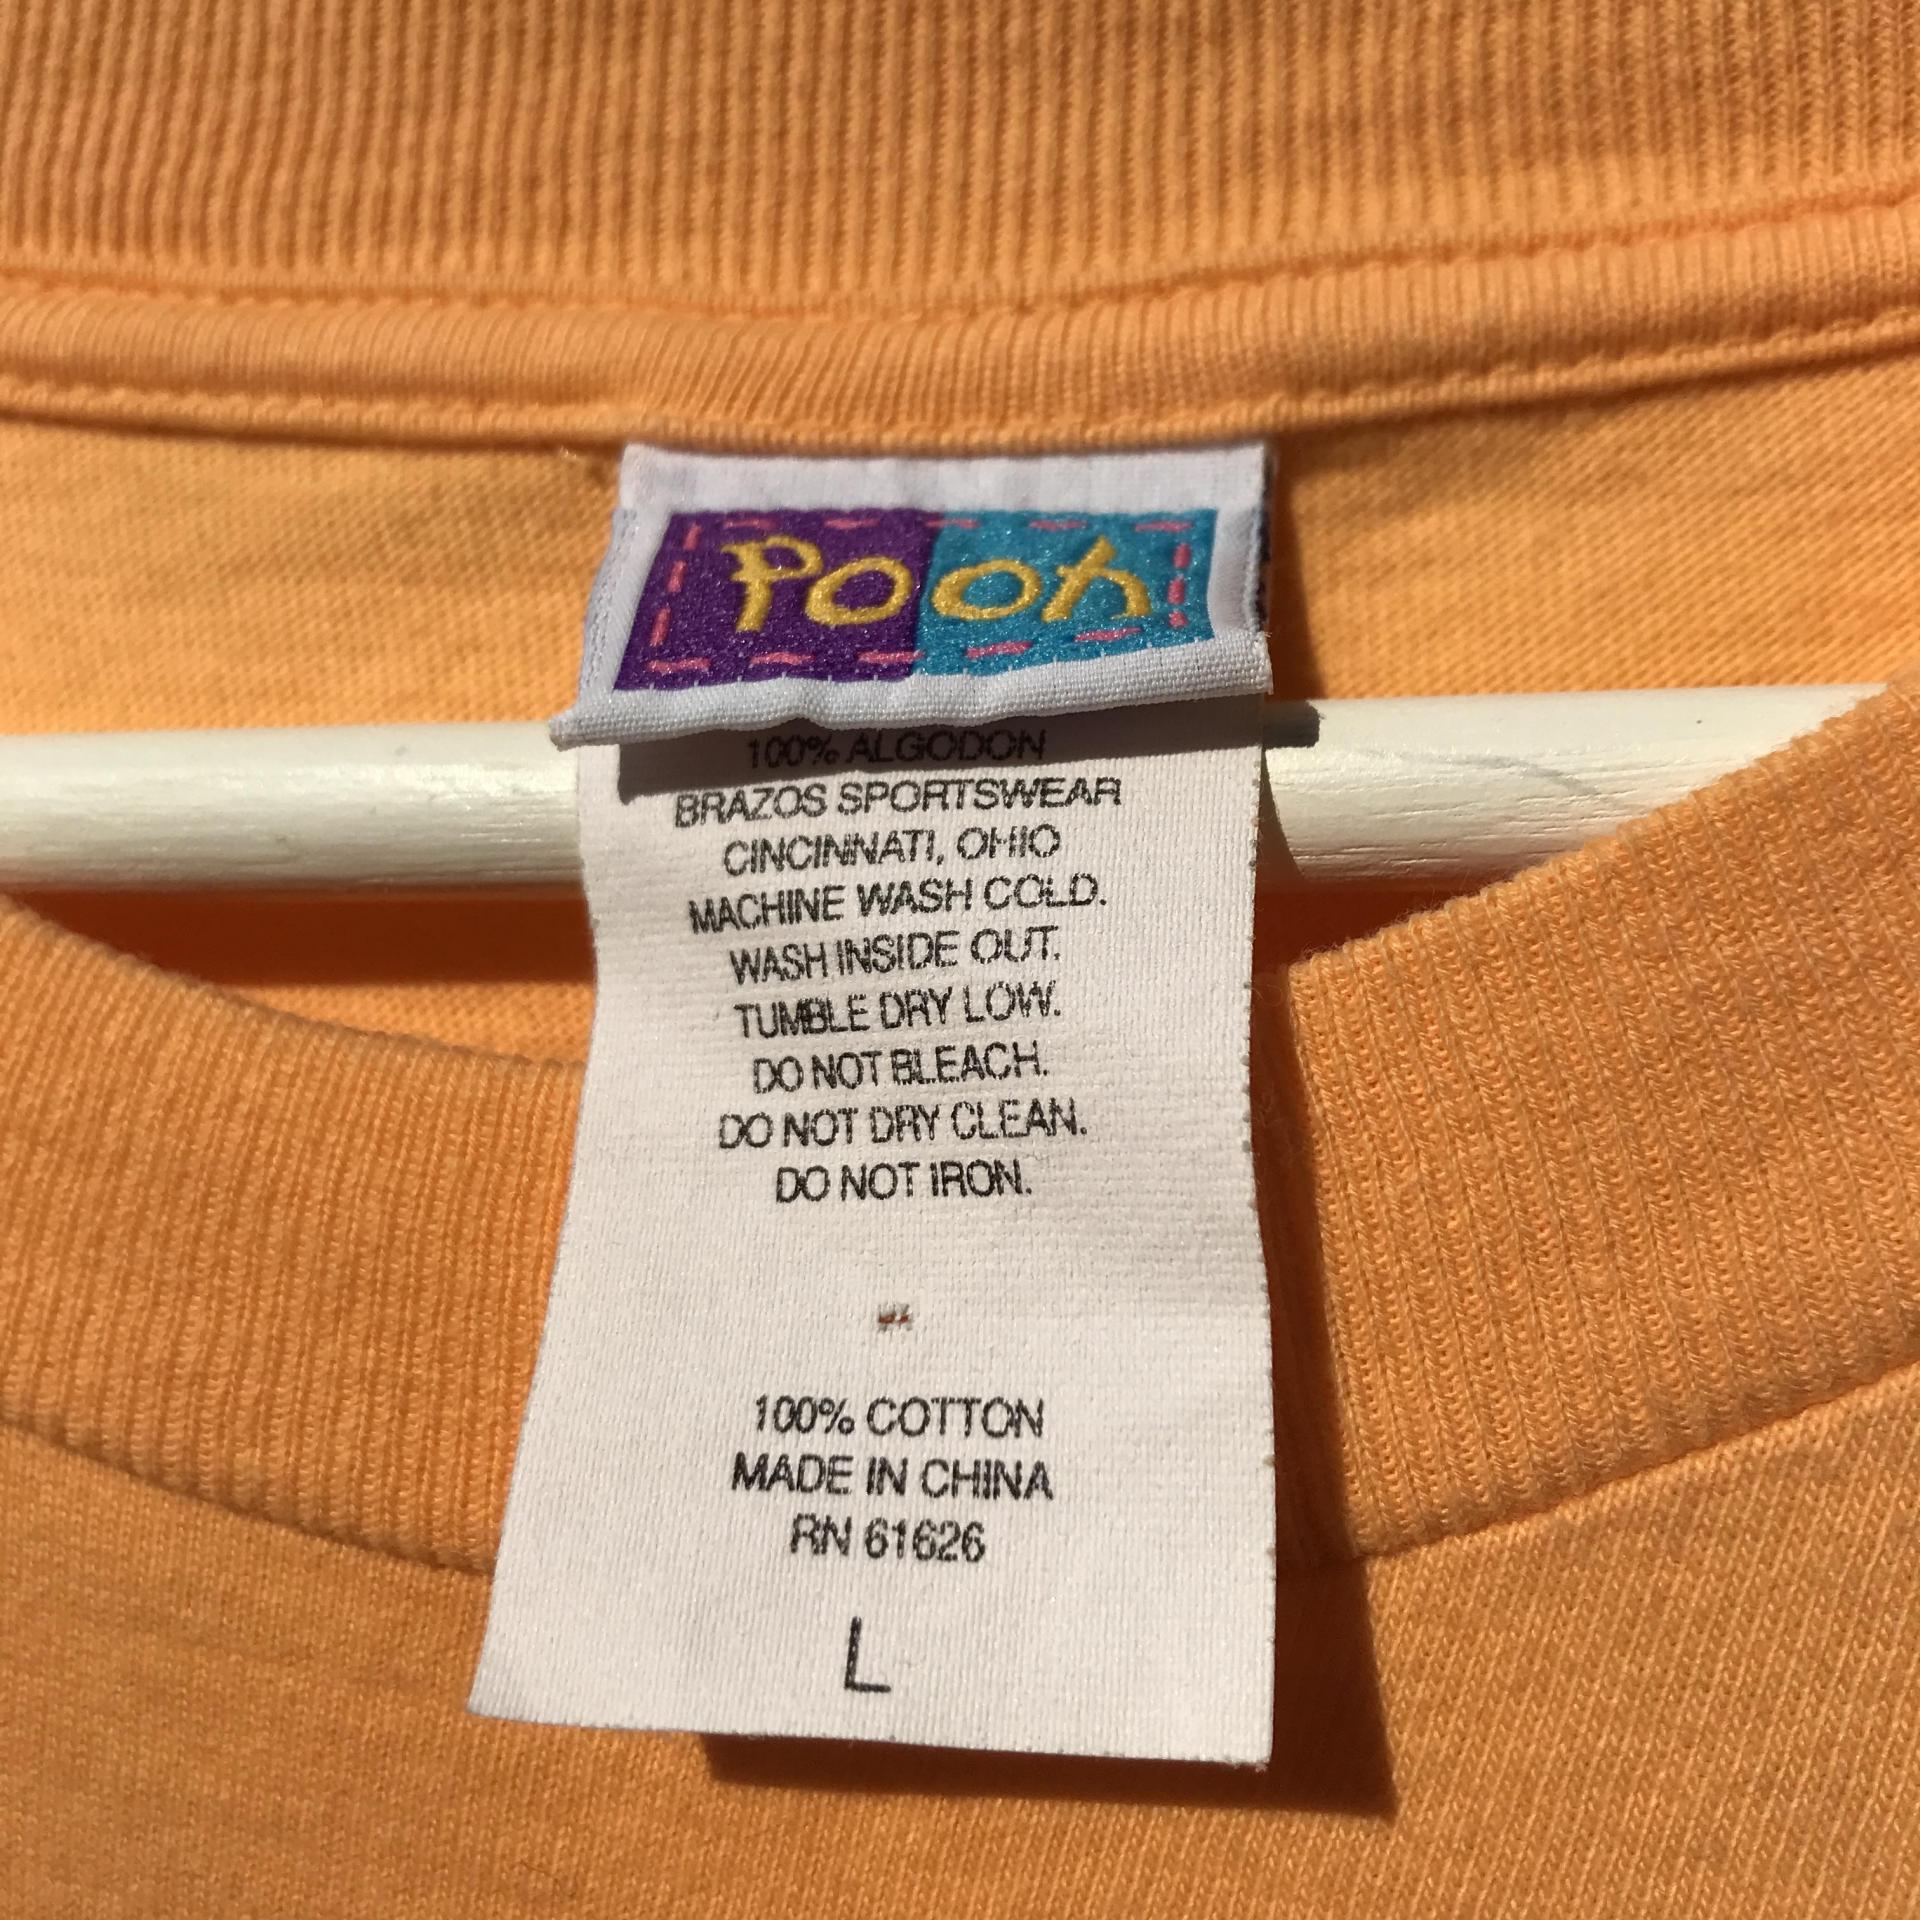 Pooh
100% ALGODON
BRAZOS SPORTSWEAR
CINCINNATI, OHIO
MACHINE WASH COLD.
WASH INSIDE OUT.
TUMBLE DRY LOW.
DO NOT BLEACH.
DO NOT DRY CLEAN.
DO NOT IRON.
100% COTTON
MADE IN CHINA
RN 61626
L